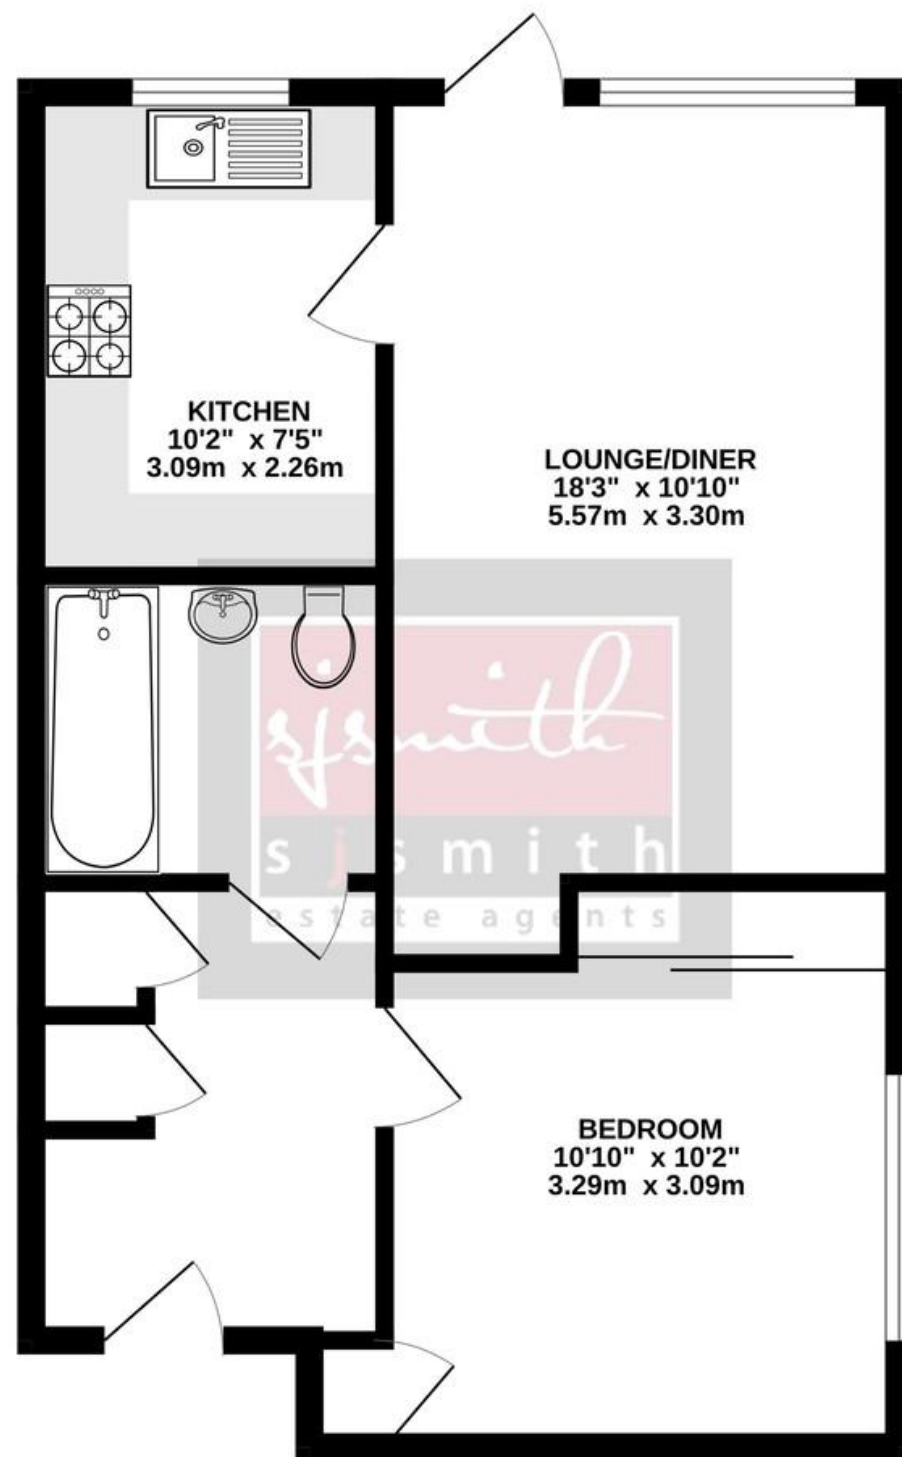 KITCHEN
10'2" x 7'5"
3.09m x 2.26m
LOUNGE/DINER
18'3" x 10'10"
5.57m x 3.30m
sjsmith
sjsmith
estate agents
BEDROOM
10'10" x 10'2"
3.29m x 3.09m